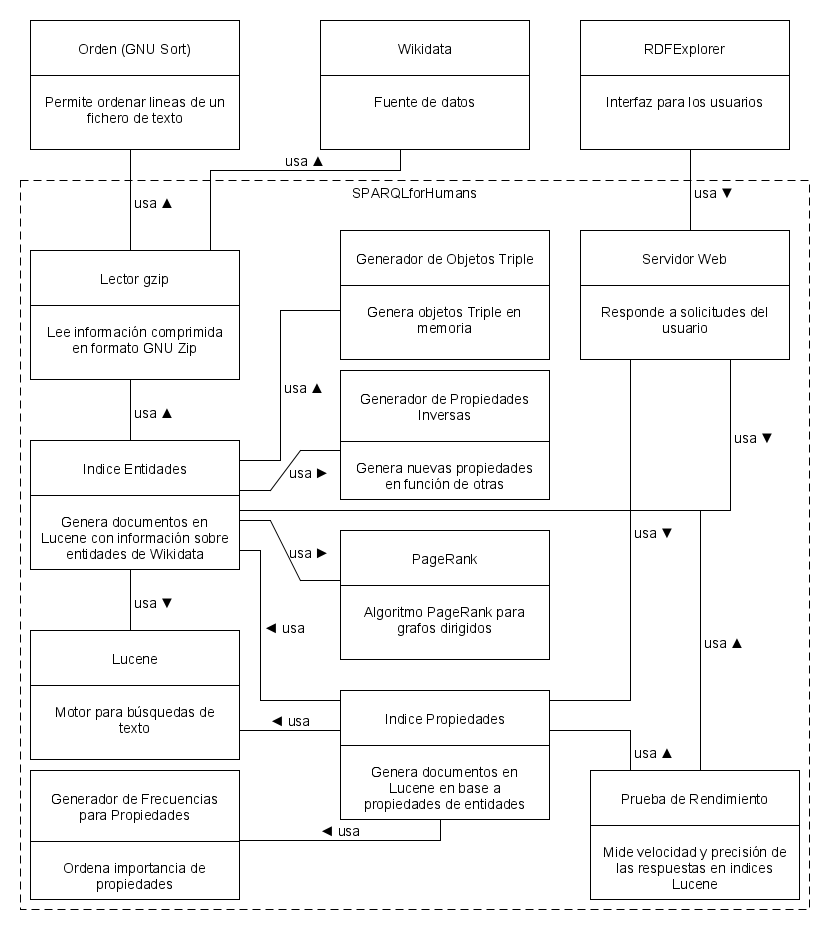 Orden (GNU Sort)
Permite ordenar lineas de un
fichero de texto
Wikidata
Fuente de datos
RDFExplorer
Interfaz para los usuarios
usa ▲
usa ▲
usa ▼
SPARQLforHumans
Lector gzip
Lee información comprimida
en formato GNU Zip
Generador de Objetos Triple
Genera objetos Triple en
memoria
Servidor Web
Responde a solicitudes del
usuario
usa ▲
usa ▲
usa ▼
Generador de Propiedades
Inversas
Genera nuevas propiedades
en función de otras
Indice Entidades
Genera documentos en
Lucene con información sobre
entidades de Wikidata
usa ►
usa ►
usa ▼
PageRank
Algoritmo PageRank para
grafos dirigidos
usa ▼
◄ usa
usa ▲
Lucene
Motor para búsquedas de
texto
◄ usa
Indice Propiedades
Genera documentos en
Lucene en base a
propiedades de entidades
usa ▲
Generador de Frecuencias
para Propiedades
Ordena importancia de
propiedades
◄ usa
Prueba de Rendimiento
Mide velocidad y precisión de
las respuestas en indices
Lucene